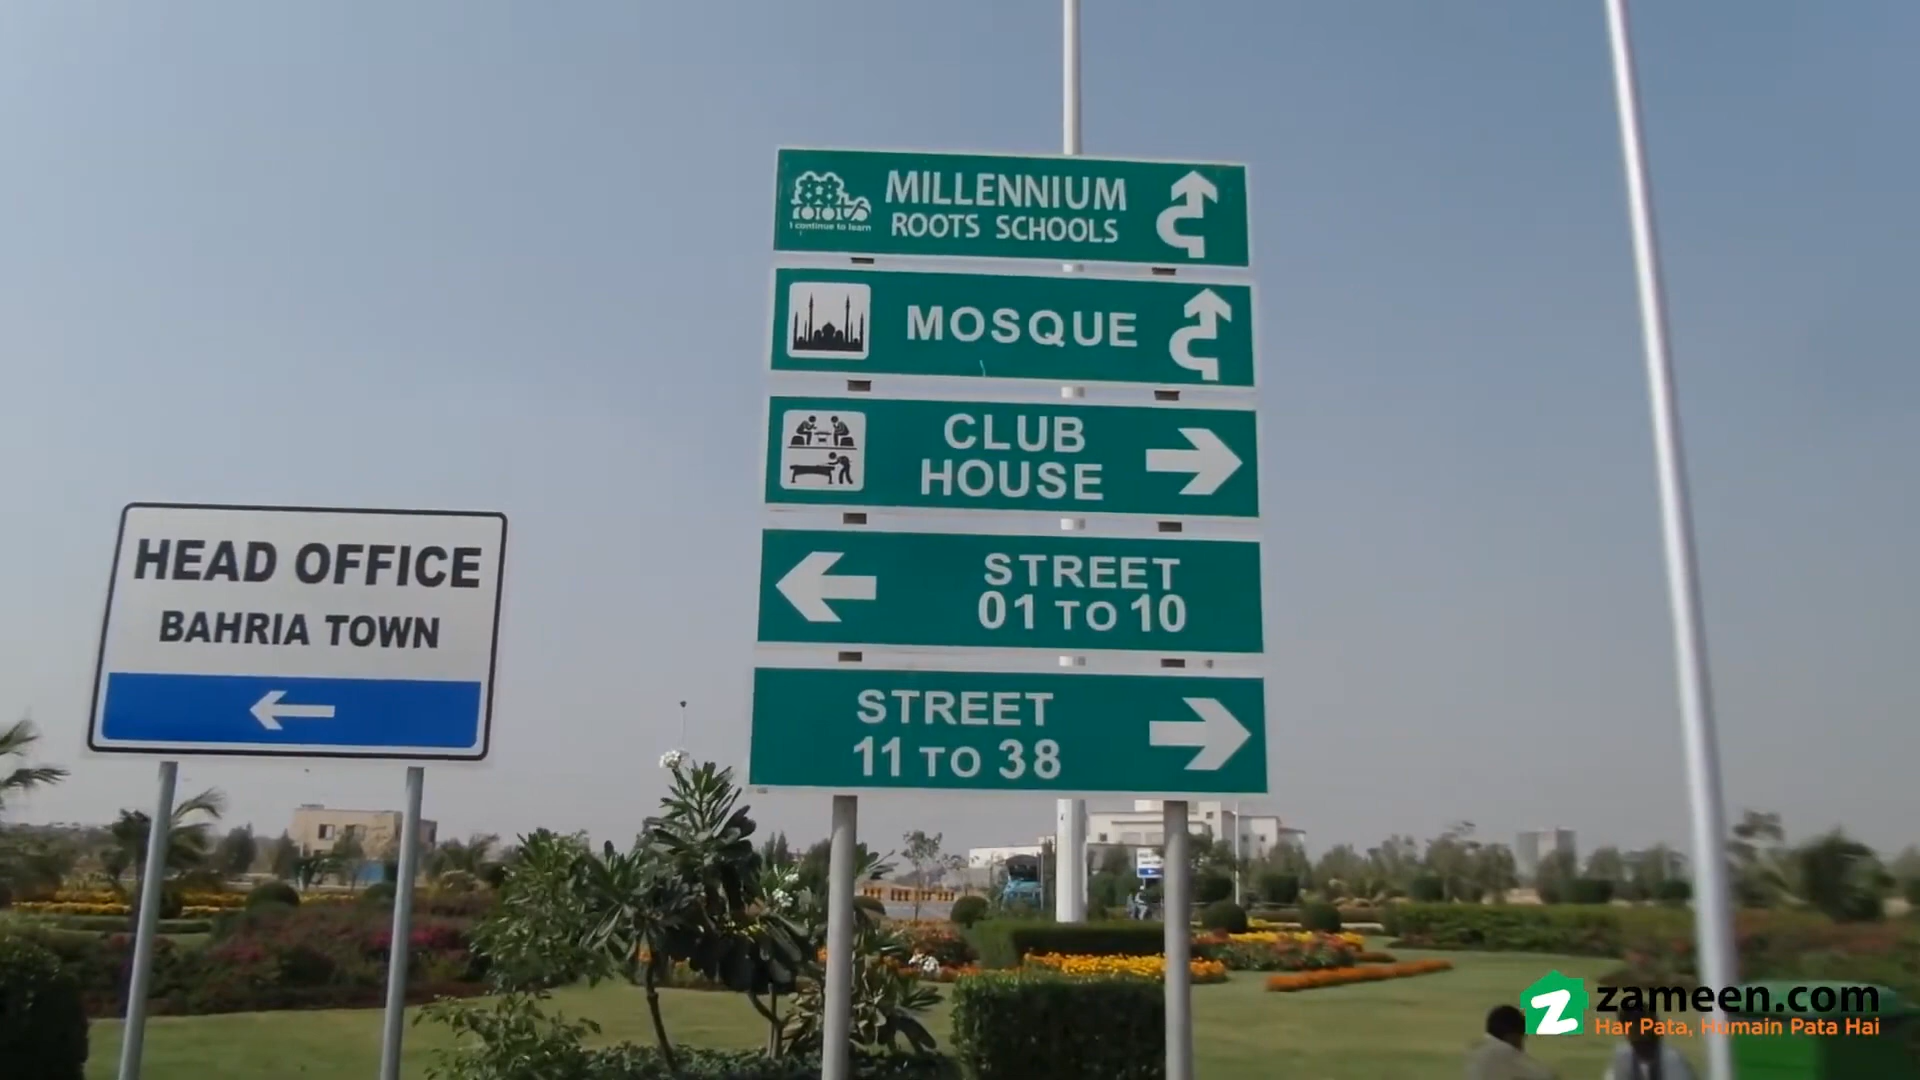 roots
I continue to learn
MILLENNIUM
ROOTS SCHOOLS
MOSQUE
CLUB
HOUSE
STREET
01 TO 10
STREET
11 TO 38
HEAD OFFICE
BAHRIA TOWN
zameen.com
Har Pata, Humain Pata Hai